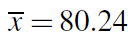 x̅ = 80.24